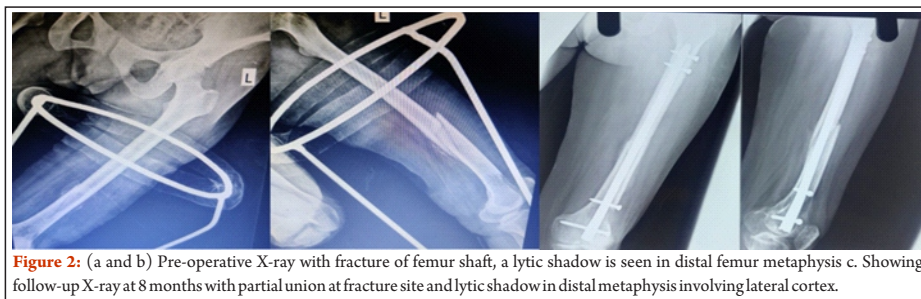 L
L
Figure 2: (a and b) Pre-operative X-ray with fracture of femur shaft, a lytic shadow is seen in distal femur metaphysis c. Showing
follow-up X-ray at 8 months with partial union at fracture site and lytic shadow in distal metaphysis involving lateral cortex.